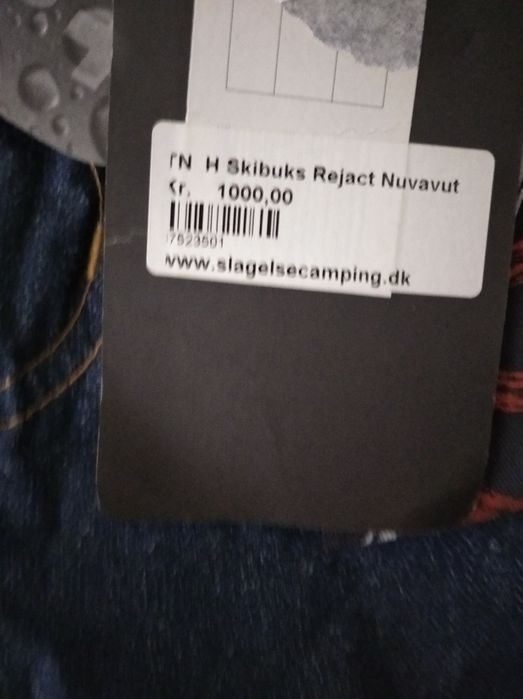 TN H Skibuks Rejact Nuvavut
Kr. 1000,00
7523501
www.slagelsecamping.dk